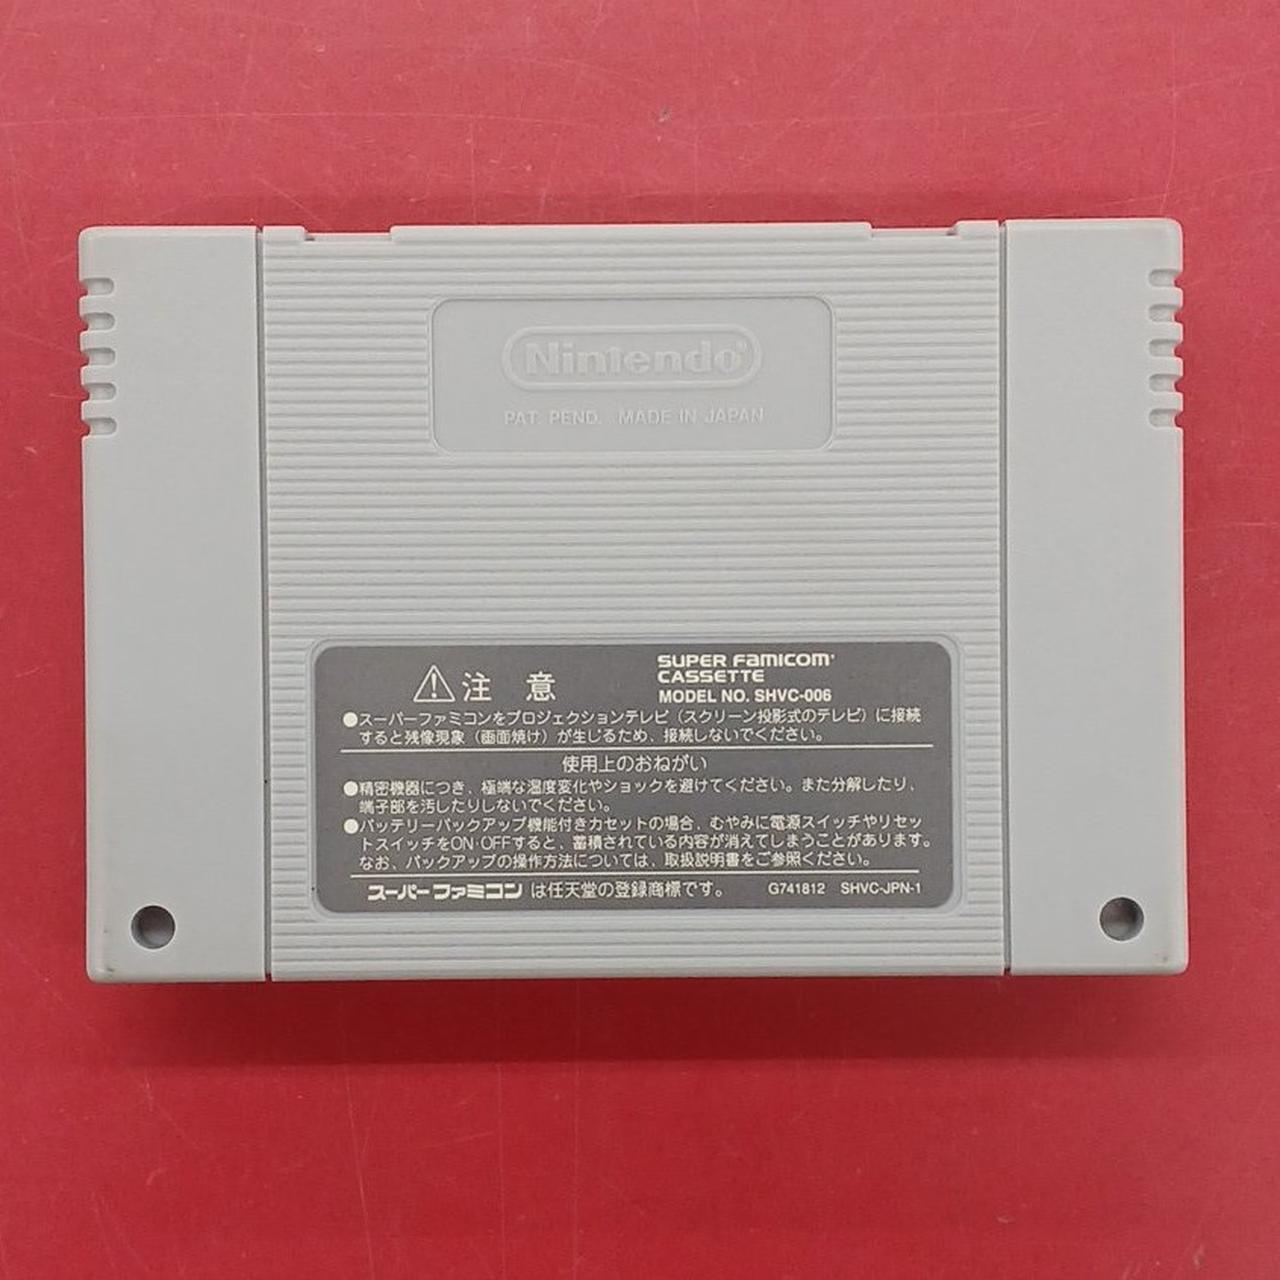 Nintendo®
PAT. PEND. MADE IN JAPAN
⚠注 意
SUPER FAMICOM
CASSETTE
MODEL NO. SHVC-006
●スーパーファミコンをプロジェクションテレビ（スクリーン投影式のテレビ）に接続
すると残像現象（画面焼け）が生じるため、接続しないでください。
使用上のおねがい
●精密機器につき、極端な温度変化やショックを避けてください。また分解したり、
端子部を汚したりしないでください。
●バッテリーバックアップ機能付きカセットの場合、むやみに電源スイッチやリセッ
トスイッチをON·OFFすると、蓄積されている内容が消えてしまうことがあります。
なお、バックアップの操作方法については、取扱説明書をご参照ください。
スーパーファミコン は任天堂の登録商標です。 G741812 SHVC-JPN-1